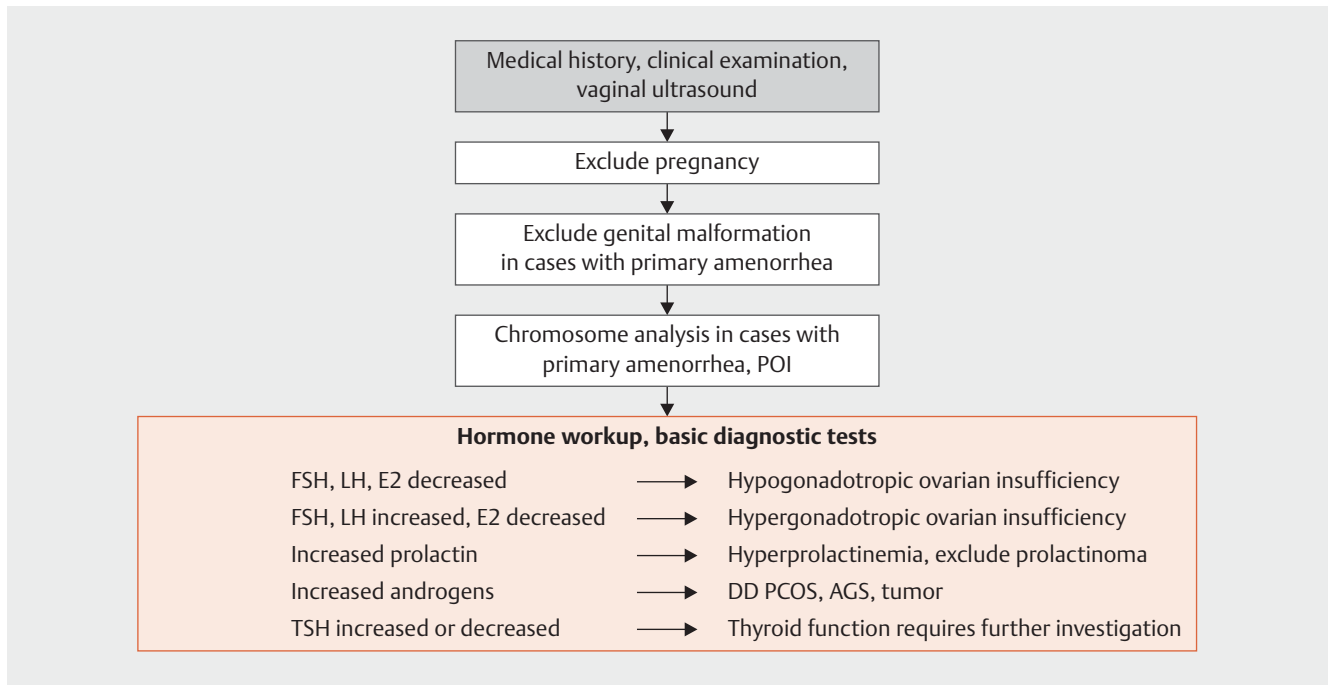 Medical history, clinical examination,
vaginal ultrasound
Exclude pregnancy
Exclude genital malformation
in cases with primary amenorrhea
Chromosome analysis in cases with
primary amenorrhea, POI
Hormone workup, basic diagnostic tests
FSH, LH, E2 decreased Hypogonadotropic ovarian insufficiency
FSH, LH increased, E2 decreased Hypergonadotropic ovarian insufficiency
Increased prolactin Hyperprolactinemia, exclude prolactinoma
Increased androgens DD PCOS, AGS, tumor
TSH increased or decreased Thyroid function requires further investigation